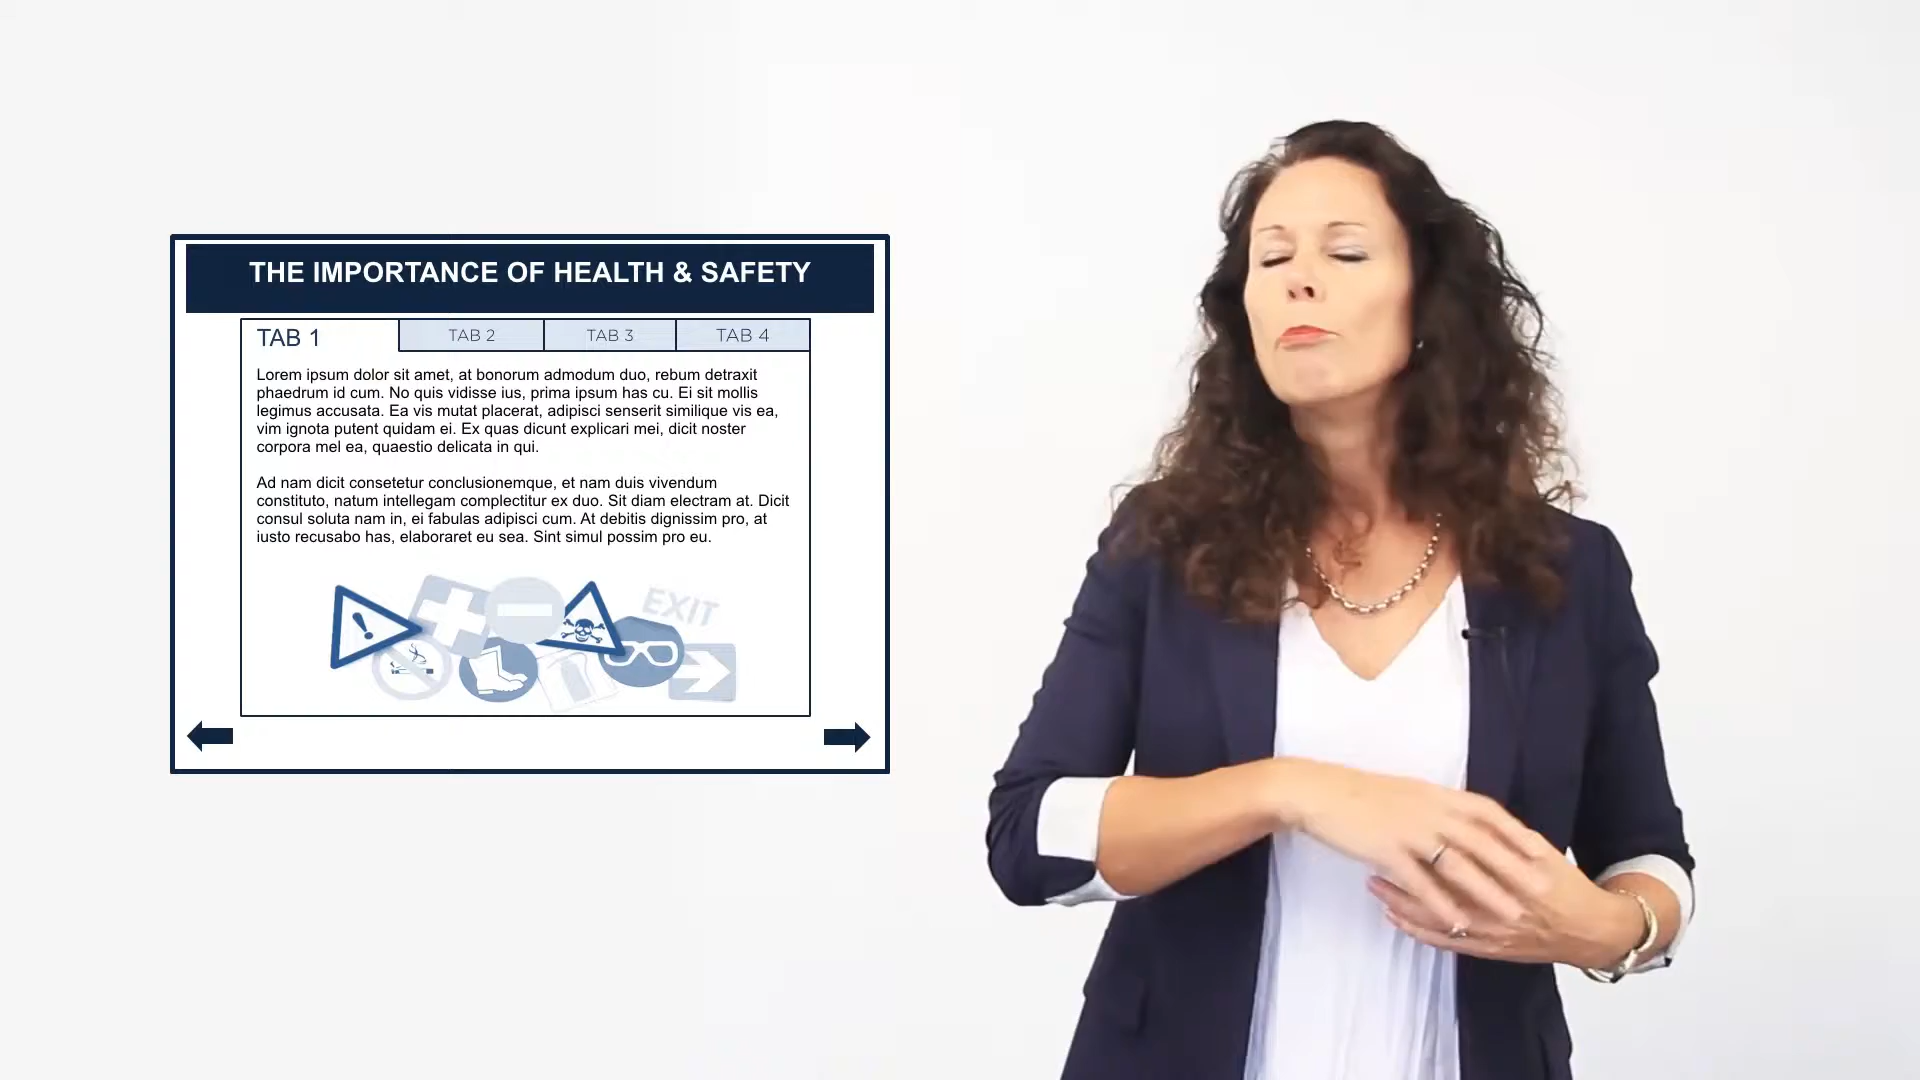 THE IMPORTANCE OF HEALTH & SAFETY
TAB 1 TAB 2 TAB 3 TAB 4
Lorem ipsum dolor sit amet, at bonorum admodum duo, rebum detraxit
phaedrum id cum. No quis vidisse ius, prima ipsum has cu. Ei sit mollis
legimus accusata. Ea vis mutat placerat, adipisci senserit similique vis ea,
vim ignota putent quidam ei. Ex quas dicunt explicari mei, dicit noster
corpora mel ea, quaestio delicata in qui.
Ad nam dicit consetetur conclusionemque, et nam duis vivendum
constituto, natum intellegam complectitur ex duo. Sit diam electram at. Dicit
consul soluta nam in, ei fabulas adipisci cum. At debitis dignissim pro, at
iusto recusabo has, elaboraret eu sea. Sint simul possim pro eu.
!
EXIT